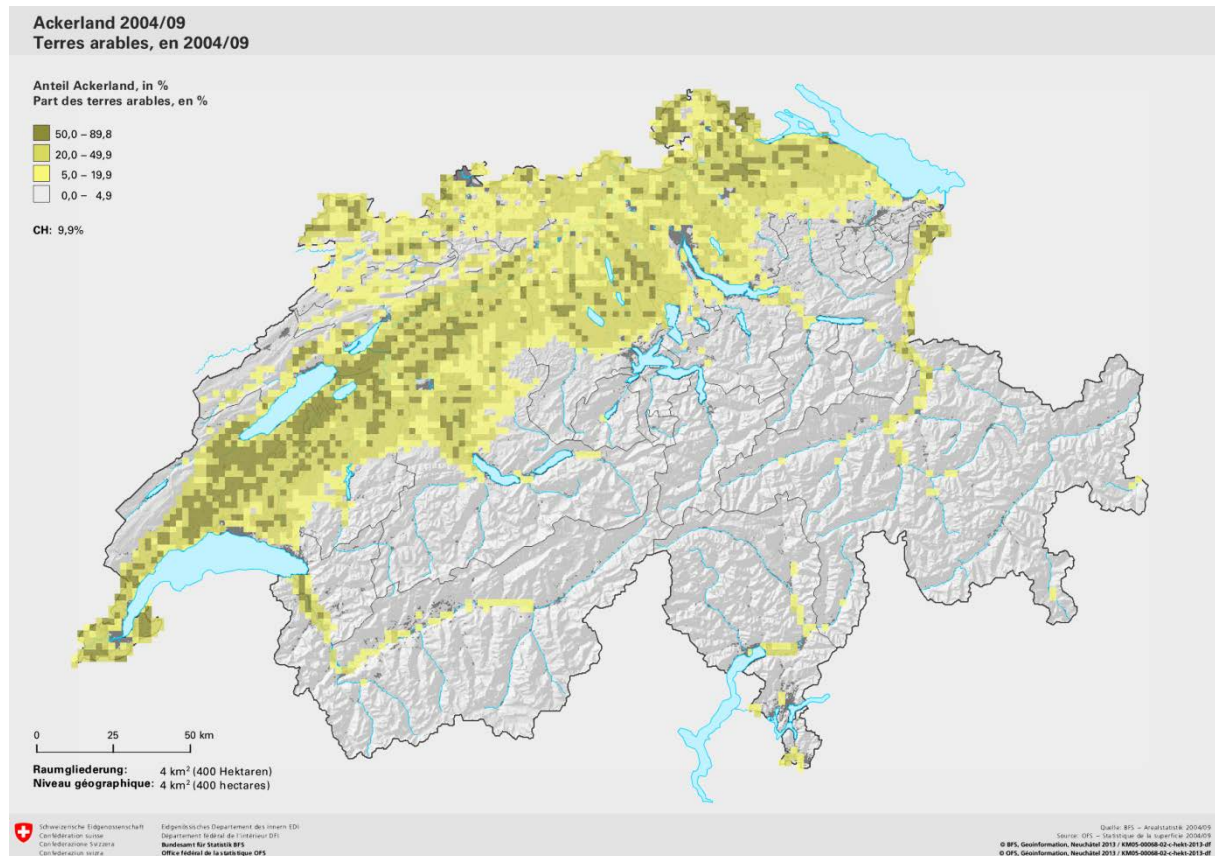 Ackerland 2004/09
Terres arables, en 2004/09
Anteil Ackerland, in %
Part des terres arables, en %
50,0 – 89,8
20,0 – 49,9
5,0 – 19,9
0,0 – 4,9
CH: 9,9%
0 25 50 km
Raumgliederung: 4 km² (400 Hektaren)
Niveau géographique: 4 km² (400 hectares)
Schweizerische Eidgenossenschaft
Confédération suisse
Confederazione Svizzera
Confederaziun svizra
Eidgenössisches Departement des Innern EDI
Département fédéral de l'intérieur DFI
Bundesamt für Statistik BFS
Office fédéral de la statistique OFS
Quelle: BFS – Arealstatistik 2004/09
Source: OFS – Statistique de la superficie 2004/09
© BFS, Geoinformation, Neuchâtel 2013 / KM05-00068-02-c-hekt-2013-df
© OFS, Géoinformation, Neuchâtel 2013 / KM05-00068-02-c-hekt-2013-df